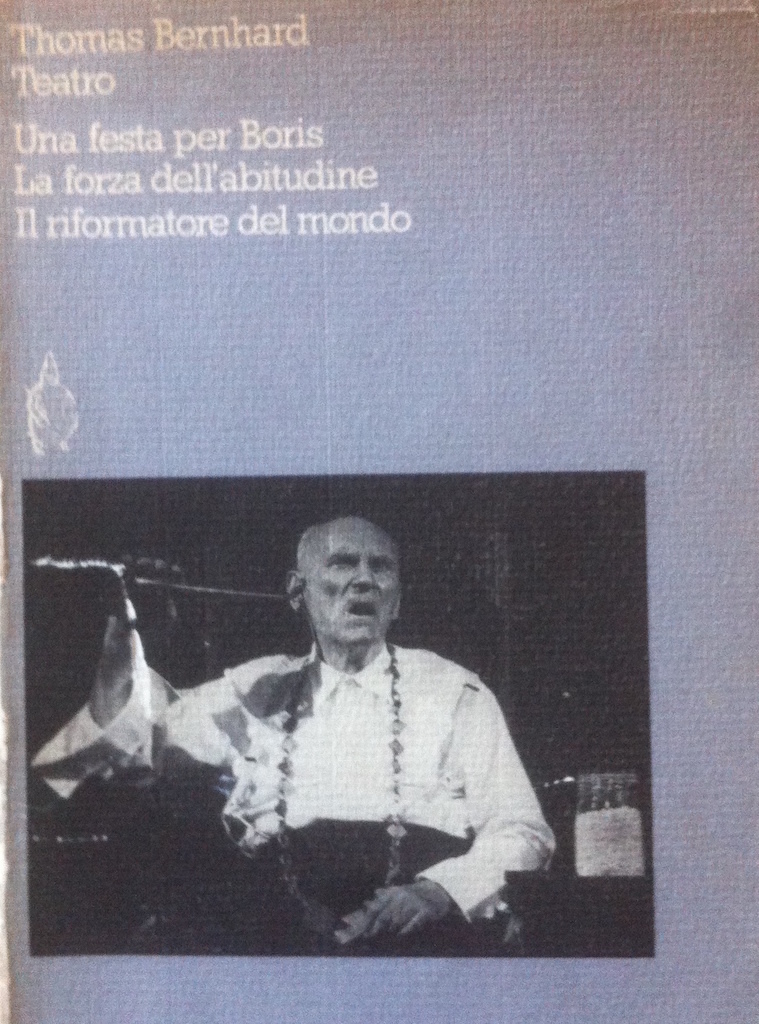 Thomas Bernhard
Teatro
Una festa per Boris
La forza dell'abitudine
Il riformatore del mondo